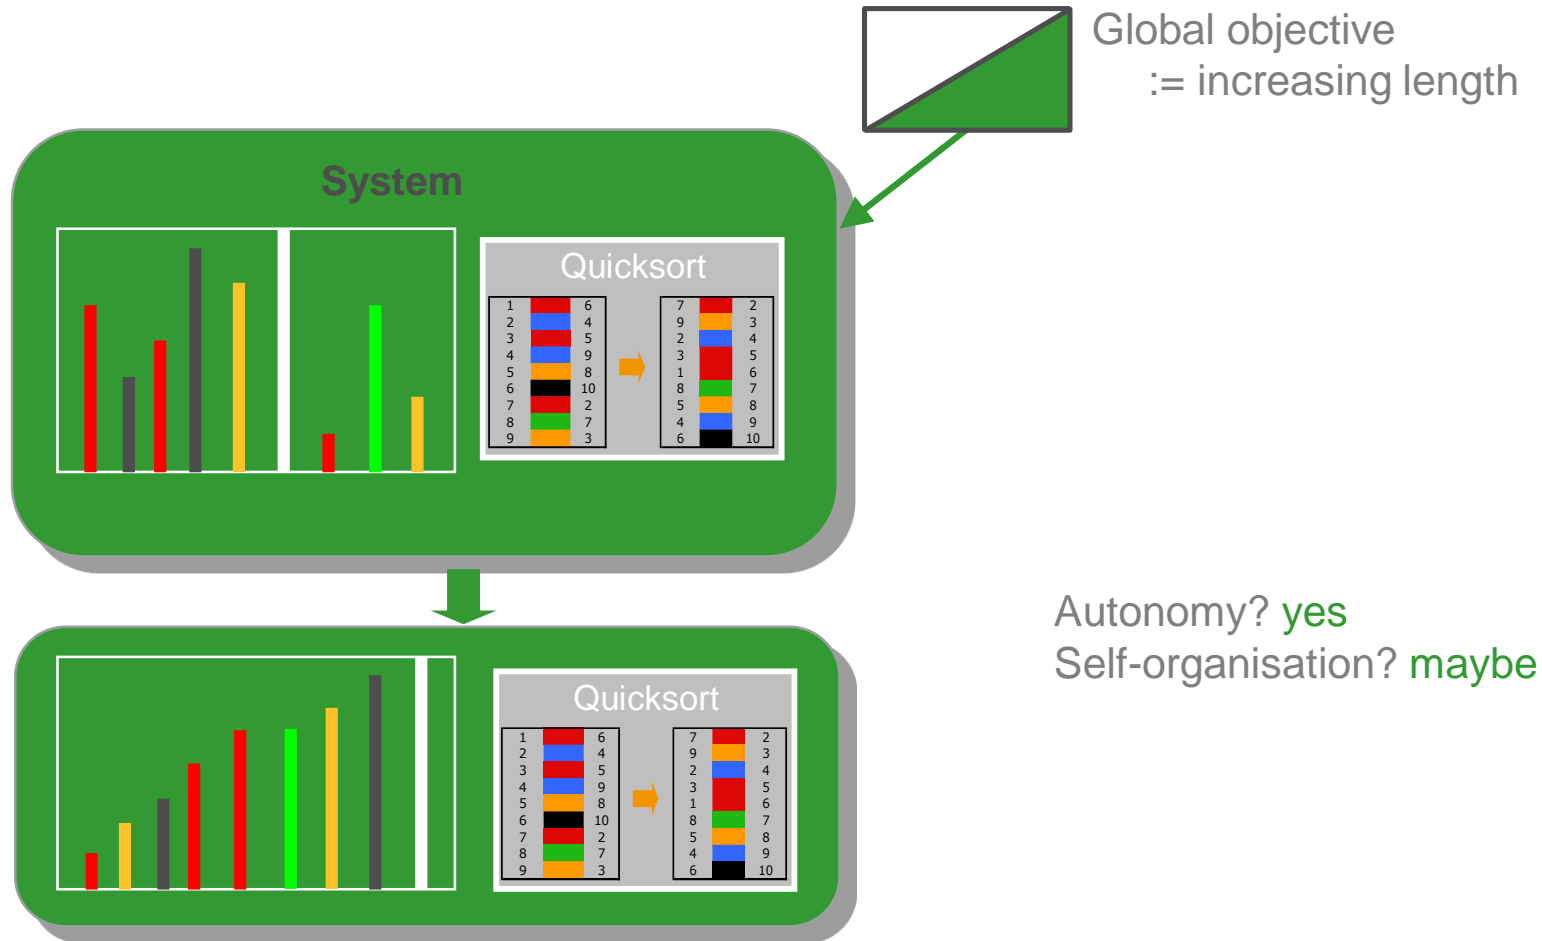 Global objective
:= increasing length
System
Quicksort
1 6 7 2
2 4 9 3
3 5 2 4
4 9 3 5
5 8 1 6
6 10 8 7
7 2 5 8
8 7 4 9
9 3 6 10
Autonomy? yes
Self-organisation? maybe
Quicksort
1 6 7 2
2 4 9 3
3 5 2 4
4 9 3 5
5 8 1 6
6 10 8 7
7 2 5 8
8 7 4 9
9 3 6 10